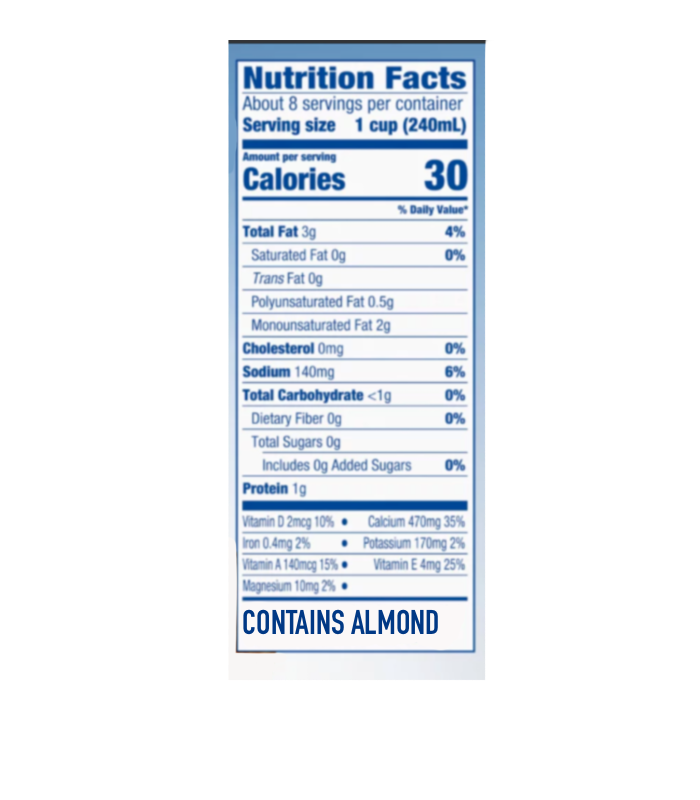 Nutrition Facts
About 8 servings per container
Serving size 1 cup (240mL)
Amount per serving
Calories 30
% Daily Value*
Total Fat 3g 4%
Saturated Fat 0g 0%
Trans Fat 0g
Polyunsaturated Fat 0.5g
Monounsaturated Fat 2g
Cholesterol 0mg 0%
Sodium 140mg 6%
Total Carbohydrate <1g 0%
Dietary Fiber 0g 0%
Total Sugars 0g
Includes 0g Added Sugars 0%
Protein 1g
Vitamin D 2mcg 10% • Calcium 470mg 35%
Iron 0.4mg 2% • Potassium 170mg 2%
Vitamin A 140mcg 15% • Vitamin E 4mg 25%
Magnesium 10mg 2% •
CONTAINS ALMOND